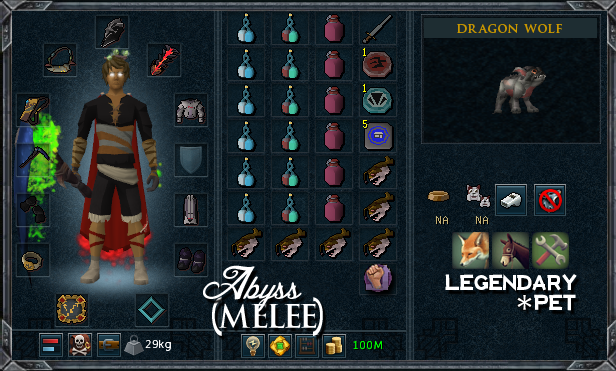 DRAGON WOLF
1
1
5
NA NA
LEGENDARY
*PET
Abyss
(MELEE)
29kg
100M